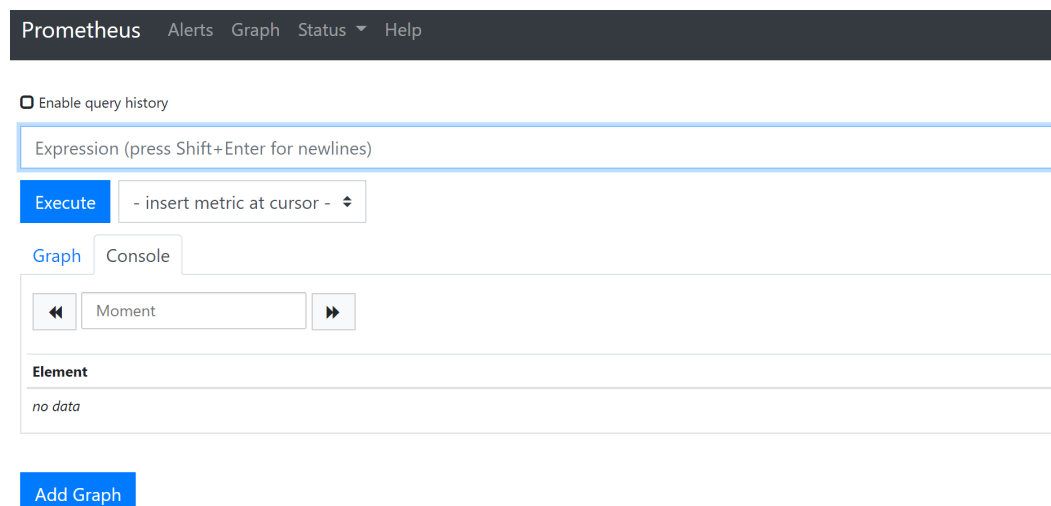 Prometheus Alerts Graph Status Help
Enable query history
Expression (press Shift+Enter for newlines)
Execute - insert metric at cursor -
Graph Console
Moment
Element
no data
Add Graph